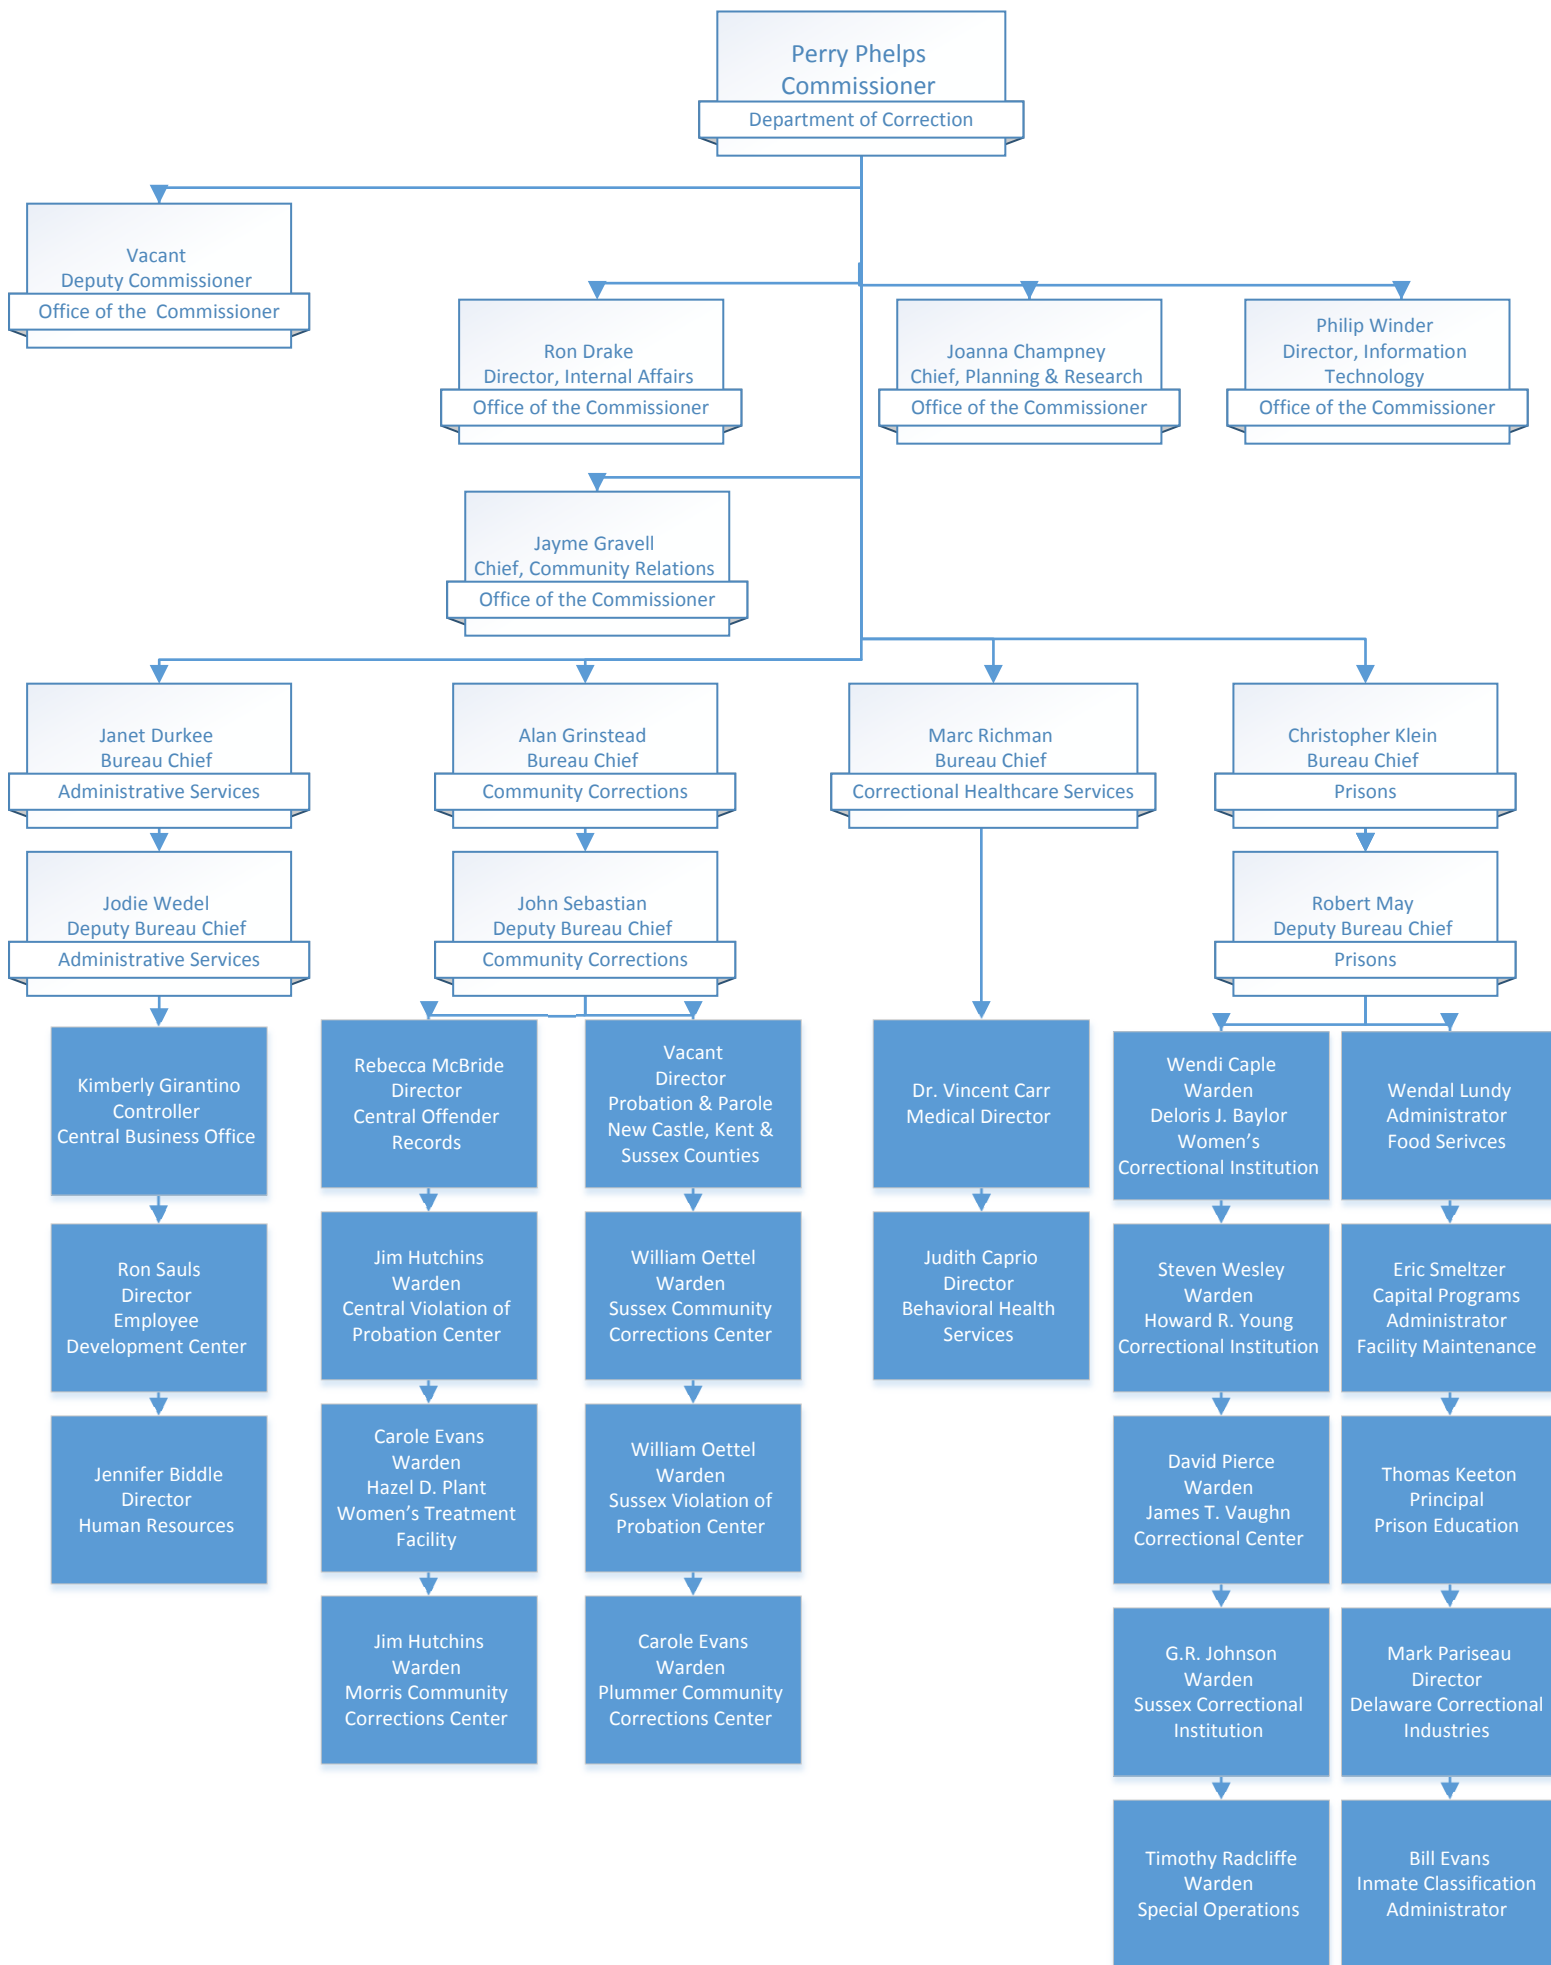 Perry Phelps
Commissioner
Department of Correction
Vacant
Deputy Commissioner
Office of the  Commissioner
Ron Drake
Director, Internal Affairs
Office of the Commissioner
Joanna Champney
Chief, Planning & Research
Office of the Commissioner
Philip Winder
Director, Information
Technology
Office of the Commissioner
Jayme Gravell
Chief, Community Relations
Office of the Commissioner
Janet Durkee
Bureau Chief
Administrative Services
Alan Grinstead
Bureau Chief
Community Corrections
Marc Richman
Bureau Chief
Correctional Healthcare Services
Christopher Klein
Bureau Chief
Prisons
Jodie Wedel
Deputy Bureau Chief
Administrative Services
John Sebastian
Deputy Bureau Chief
Community Corrections
Robert May
Deputy Bureau Chief
Prisons
Kimberly Girantino
Controller
Central Business Office
Rebecca McBride
Director
Central Offender
Records
Vacant
Director
Probation & Parole
New Castle, Kent &
Sussex Counties
Dr. Vincent Carr
Medical Director
Wendi Caple
Warden
Deloris J. Baylor
Women's
Correctional Institution
Wendal Lundy
Administrator
Food Serivces
Ron Sauls
Director
Employee
Development Center
Jim Hutchins
Warden
Central Violation of
Probation Center
William Oettel
Warden
Sussex Community
Corrections Center
Judith Caprio
Director
Behavioral Health
Services
Steven Wesley
Warden
Howard R. Young
Correctional Institution
Eric Smeltzer
Capital Programs
Administrator
Facility Maintenance
Jennifer Biddle
Director
Human Resources
Carole Evans
Warden
Hazel D. Plant
Women's Treatment
Facility
William Oettel
Warden
Sussex Violation of
Probation Center
David Pierce
Warden
James T. Vaughn
Correctional Center
Thomas Keeton
Principal
Prison Education
Jim Hutchins
Warden
Morris Community
Corrections Center
Carole Evans
Warden
Plummer Community
Corrections Center
G.R. Johnson
Warden
Sussex Correctional
Institution
Mark Pariseau
Director
Delaware Correctional
Industries
Timothy Radcliffe
Warden
Special Operations
Bill Evans
Inmate Classification
Administrator